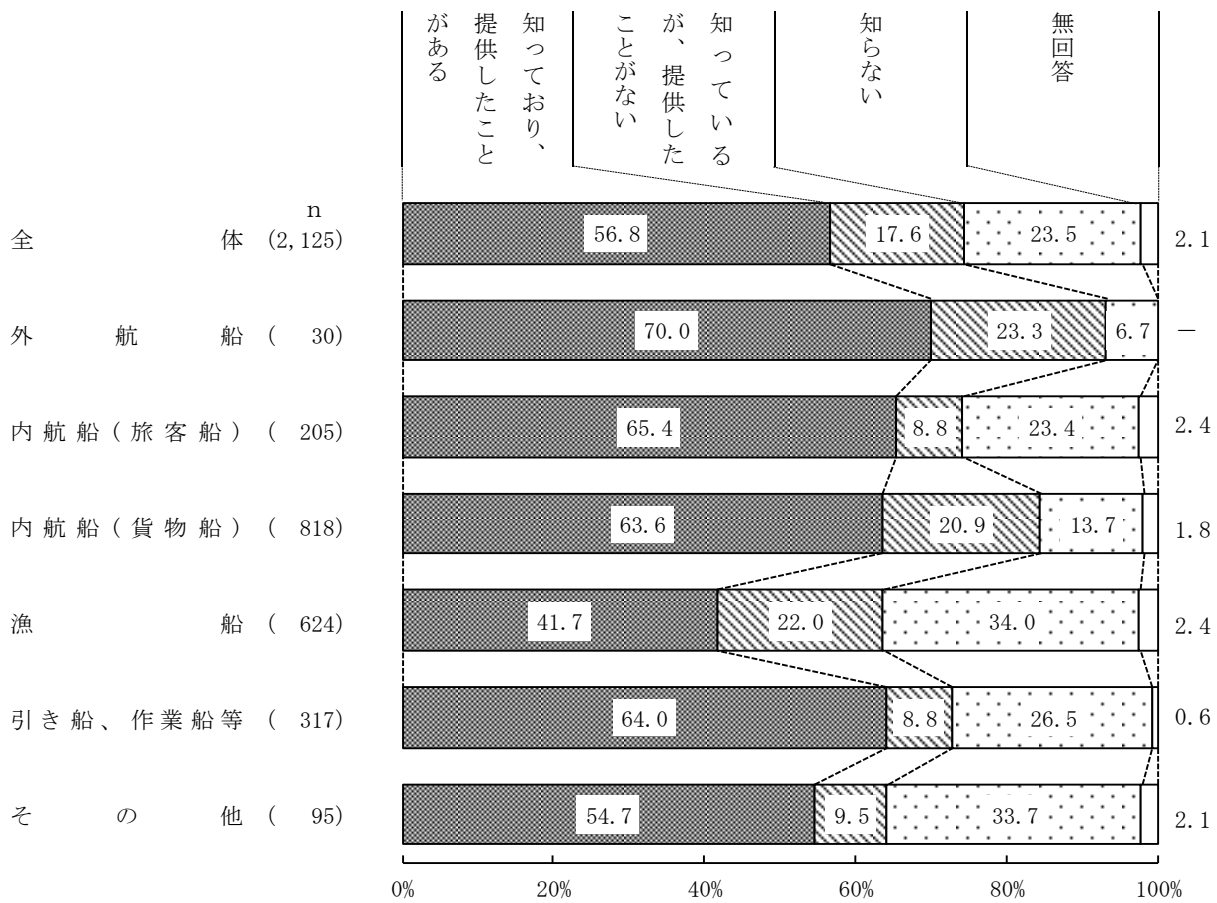 知っており、
提供したこと
がある
知っている
が、提供した
ことがない
知らない
無回答
n
全体 (2,125) 56.8 17.6 23.5 2.1
外航船 ( 30) 70.0 23.3 6.7 －
内航船(旅客船) ( 205) 65.4 8.8 23.4 2.4
内航船(貨物船) ( 818) 63.6 20.9 13.7 1.8
漁船 ( 624) 41.7 22.0 34.0 2.4
引き船、作業船等 ( 317) 64.0 8.8 26.5 0.6
その他 ( 95) 54.7 9.5 33.7 2.1
0% 20% 40% 60% 80% 100%